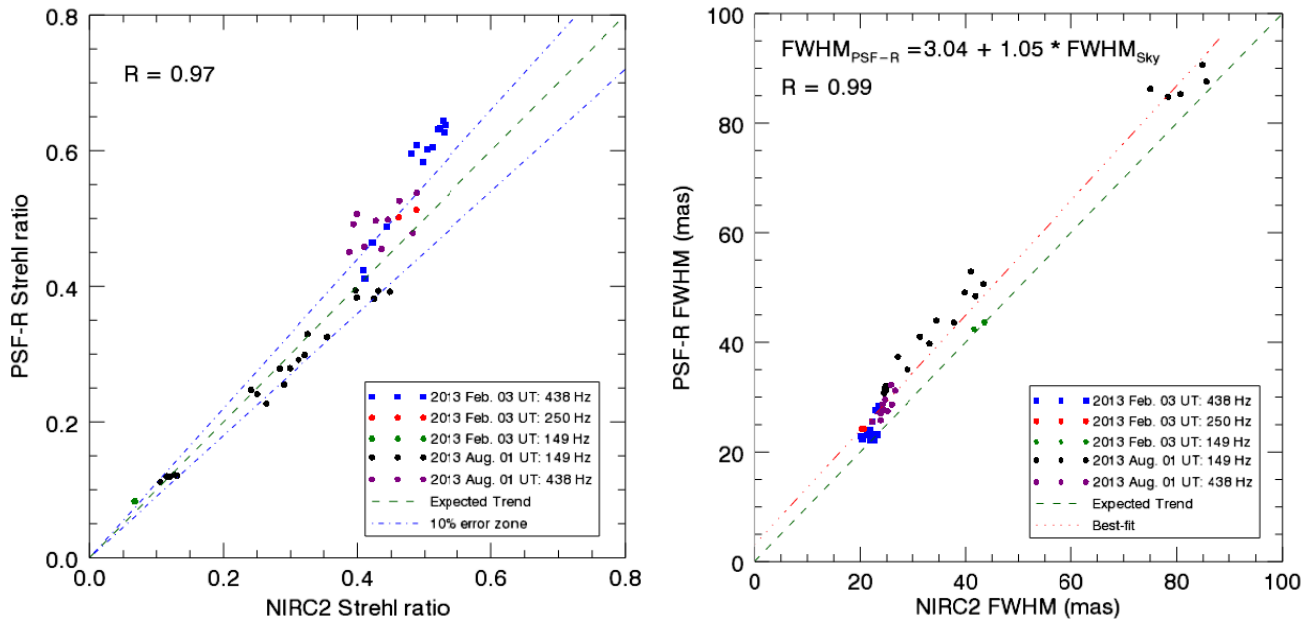 R = 0.97
0.8
0.6
0.4
0.2
0.0
PSF-R Strehl ratio
2013 Feb. 03 UT: 438 Hz
2013 Feb. 03 UT: 250 Hz
2013 Feb. 03 UT: 149 Hz
2013 Aug. 01 UT: 149 Hz
2013 Aug. 01 UT: 438 Hz
Expected Trend
10% error zone
0.0 0.2 0.4 0.6 0.8
NIRC2 Strehl ratio
FWHM_PSF-R = 3.04 + 1.05 * FWHM_Sky
R = 0.99
100
80
60
40
20
0
PSF-R FWHM (mas)
2013 Feb. 03 UT: 438 Hz
2013 Feb. 03 UT: 250 Hz
2013 Feb. 03 UT: 149 Hz
2013 Aug. 01 UT: 149 Hz
2013 Aug. 01 UT: 438 Hz
Expected Trend
Best-fit
0 20 40 60 80 100
NIRC2 FWHM (mas)